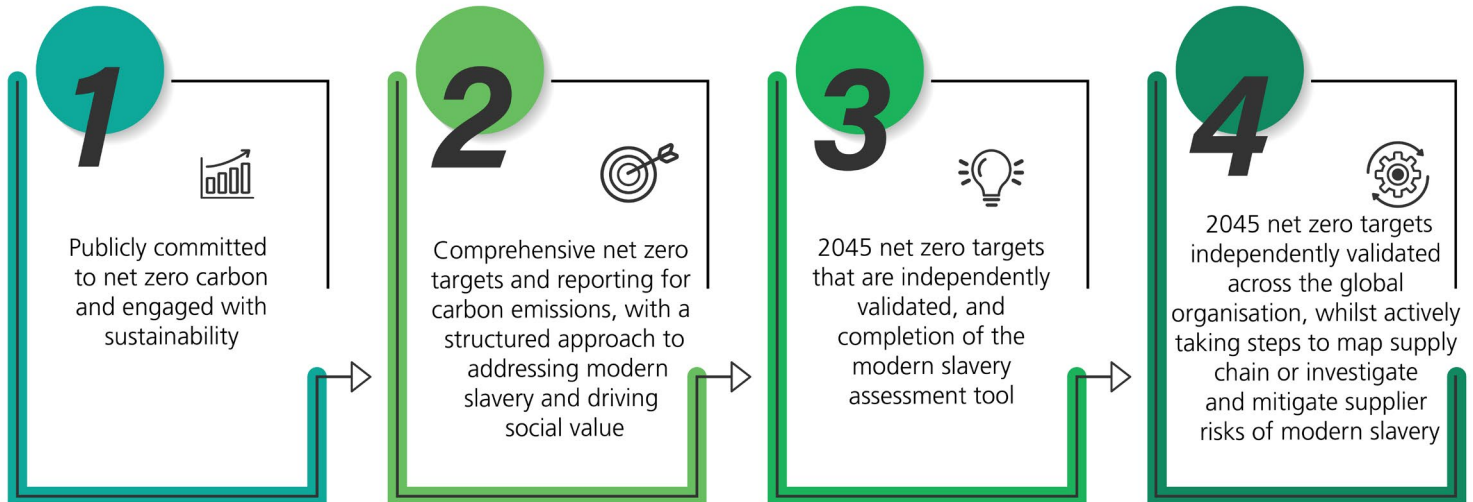 1
Publicly committed
to net zero carbon
and engaged with
sustainability
2
Comprehensive net zero
targets and reporting for
carbon emissions, with a
structured approach to
addressing modern
slavery and driving
social value
3
2045 net zero targets
that are independently
validated, and
completion of the
modern slavery
assessment tool
4
2045 net zero targets
independently validated
across the global
organisation, whilst actively
taking steps to map supply
chain or investigate
and mitigate supplier
risks of modern slavery